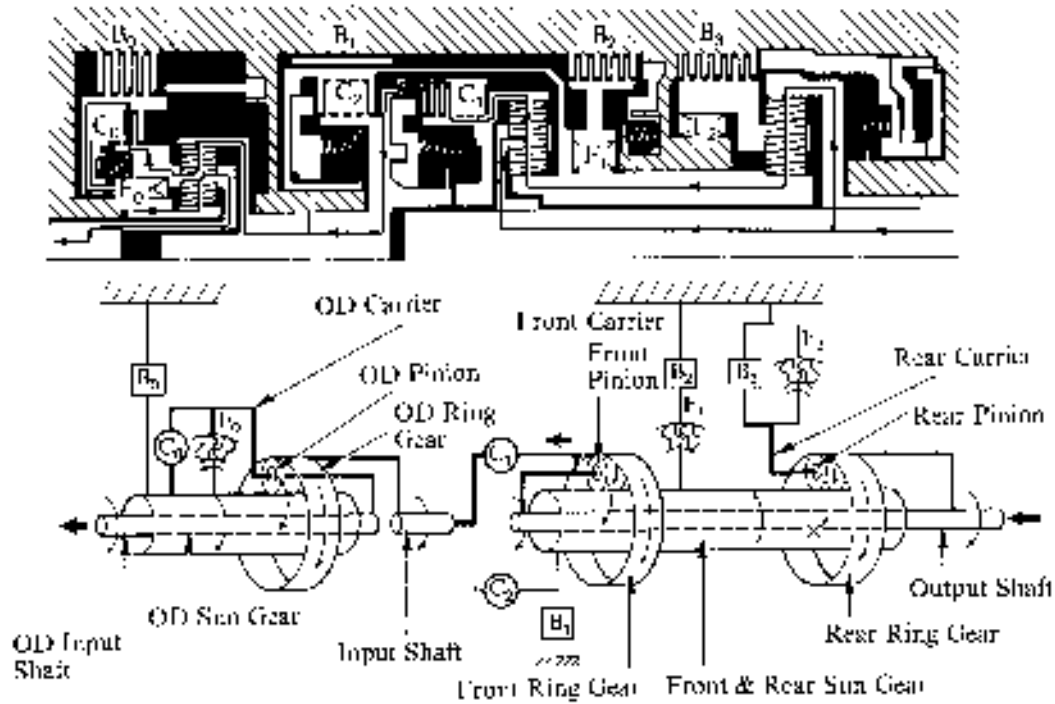 B₀ B₁ B₂ B₃
C₀ C₂ C₁ F₁ F₂
F₀
OD Carrier
Front Carrier
Front
Pinion
OD Pinion
OD Ring
Gear
Rear Carrier
Rear Pinion
B₀ B₂ B₃ F₂
C₀ F₀ C₁ F₁
C₂
B₁
OD Sun Gear
OD Input
Shaft
Input Shaft
Output Shaft
Rear Ring Gear
Front Ring Gear Front & Rear Sun Gear